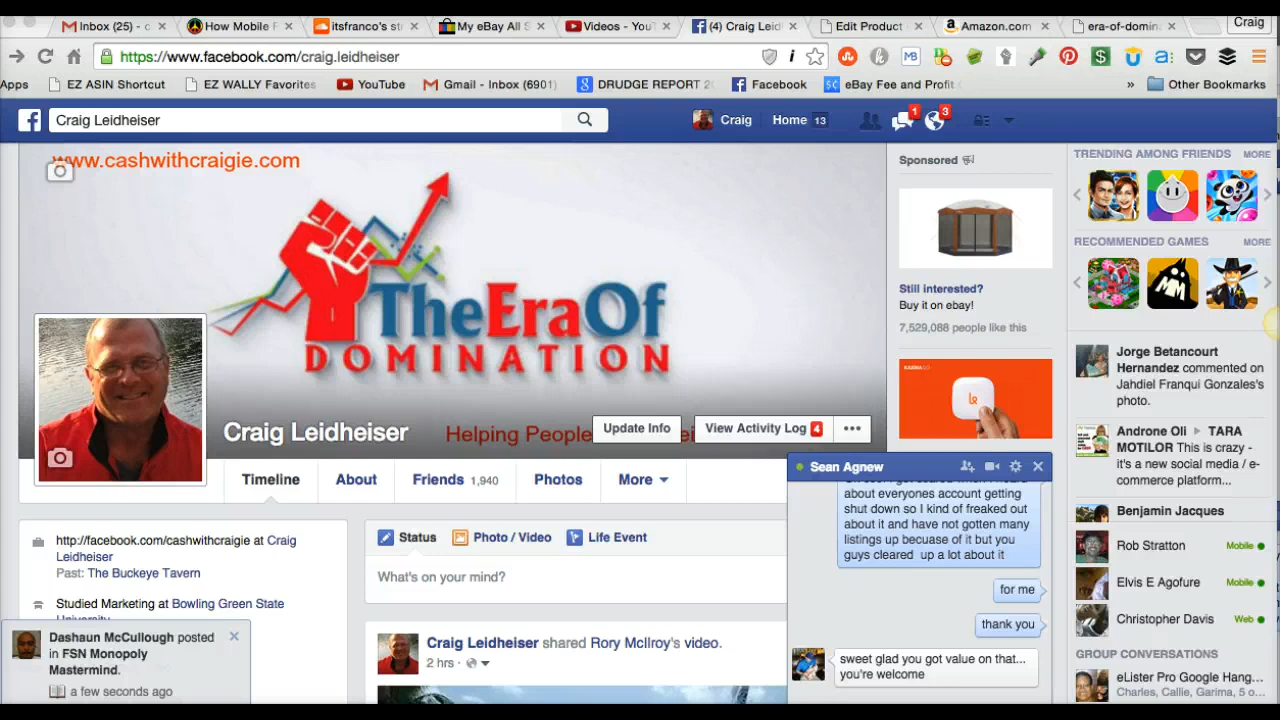 Inbox (25) - c
How Mobile F
itsfranco's str
My eBay All S
Videos - YouT
(4) Craig Leid
Edit Product
Amazon.com
era-of-domina
Craig
https://www.facebook.com/craig.leidheiser
Apps
EZ ASIN Shortcut
EZ WALLY Favorites
YouTube
Gmail - Inbox (6901)
DRUDGE REPORT 2
Facebook
eBay Fee and Profit
»
Other Bookmarks
Craig Leidheiser
Craig
Home 13
1
3
www.cashwithcraigie.com
TheEraOf
DOMINATION
Craig Leidheiser
Helping People
Update Info
View Activity Log 4
Timeline
About
Friends 1,940
Photos
More
http://facebook.com/cashwithcraigie at Craig
Leidheiser
Past: The Buckeye Tavern
Studied Marketing at Bowling Green State
University
Dashaun McCullough posted
in FSN Monopoly
Mastermind.
a few seconds ago
Status
Photo / Video
Life Event
What's on your mind?
Craig Leidheiser shared Rory McIlroy's video.
2 hrs ·
Sponsored
Still interested?
Buy it on ebay!
7,529,088 people like this
Sean Agnew
about everyones account getting
shut down so I kind of freaked out
about it and have not gotten many
listings up becuase of it but you
guys cleared up a lot about it
for me
thank you
sweet glad you got value on that...
you're welcome
TRENDING AMONG FRIENDS
MORE
RECOMMENDED GAMES
MORE
Jorge Betancourt
Hernandez commented on
Jahdiel Franqui Gonzales's
photo.
Androne Oli ▸ TARA
MOTILOR This is crazy -
it's a new social media / e-
commerce platform...
Benjamin Jacques
Rob Stratton
Mobile
Elvis E Agofure
Mobile
Christopher Davis
Web
GROUP CONVERSATIONS
eLister Pro Google Hang...
Charles, Callie, Garima, 5 o...